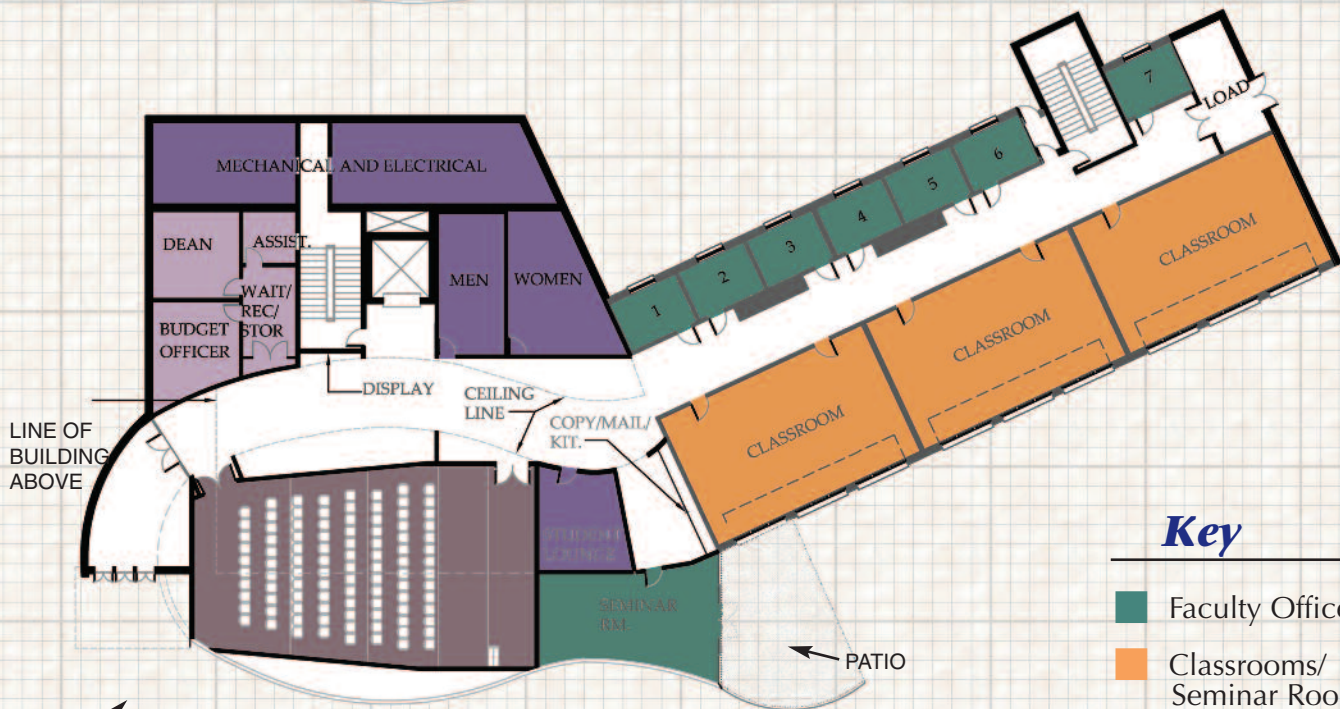 MECHANICAL AND ELECTRICAL
DEAN
ASSIST.
WAIT/
REC/
STOR
BUDGET
OFFICER
MEN
WOMEN
1
2
3
4
5
6
7
LOAD
CLASSROOM
CLASSROOM
CLASSROOM
DISPLAY
CEILING
LINE
COPY/MAIL/
KIT.
LINE OF
BUILDING
ABOVE
STUDENT
LOUNGE
SEMINAR
RM.
PATIO
Key
Faculty Offic
Classrooms/
Seminar Roo